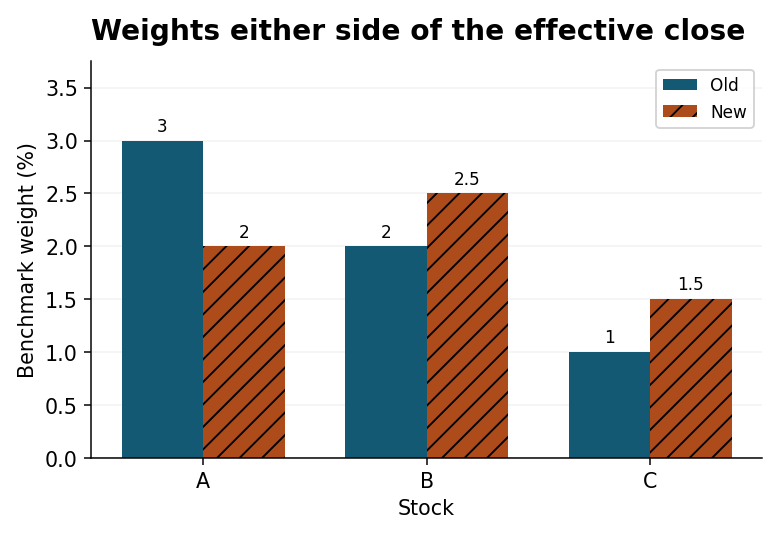 Weights either side of the effective close
Benchmark weight (%)
3.5
3.0
2.5
2.0
1.5
1.0
0.5
0.0
3
2
2
2.5
1
1.5
Old
New
A
B
C
Stock